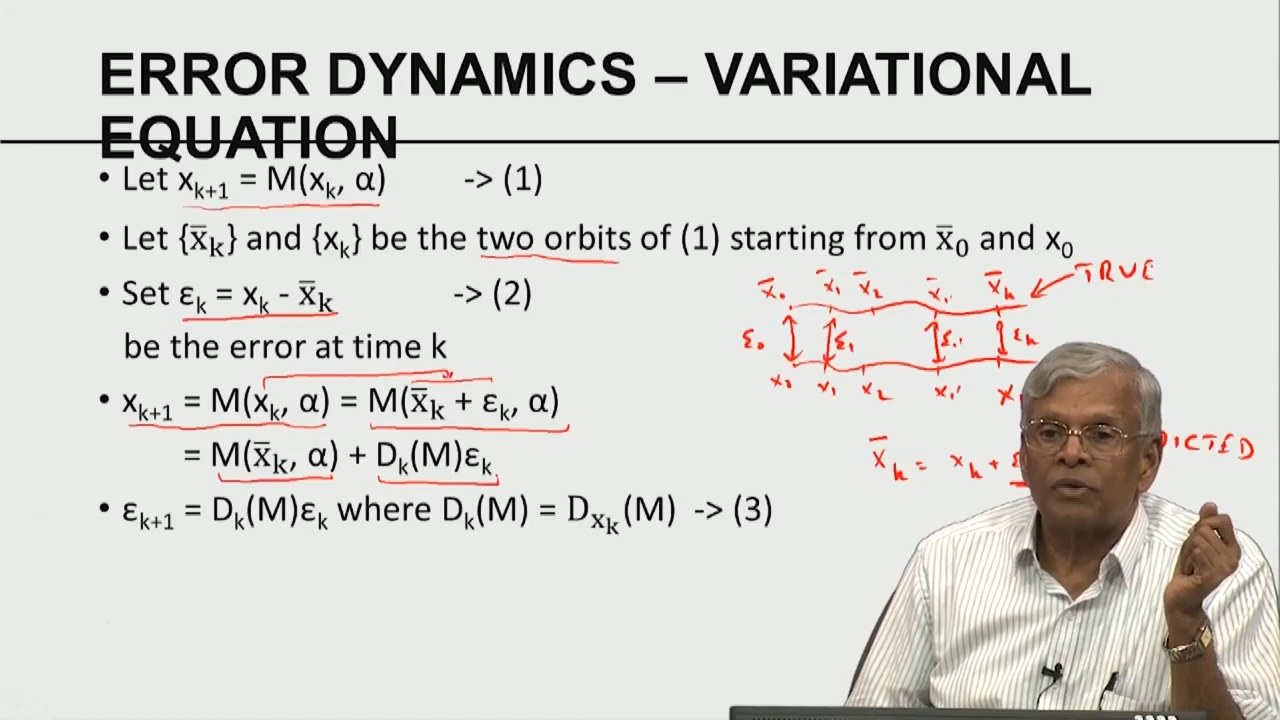 ERROR DYNAMICS – VARIATIONAL
EQUATION
• Let xₖ₊₁ = M(xₖ, α) -> (1)
• Let {x̅ₖ} and {xₖ} be the two orbits of (1) starting from x̅₀ and x₀
• Set εₖ = xₖ - x̅ₖ -> (2)
be the error at time k
• xₖ₊₁ = M(xₖ, α) = M(x̅ₖ + εₖ, α)
= M(x̅ₖ, α) + Dₖ(M)εₖ
• εₖ₊₁ = Dₖ(M)εₖ where Dₖ(M) = Dₓₖ(M) -> (3)
TRUE
x̅₀ x̅₁ x̅₂ x̅ᵢ x̅ₖ
ε₀ ε₁ εᵢ εₖ
x₀ x₁ x₂ xᵢ
x̅ₖ = xₖ +